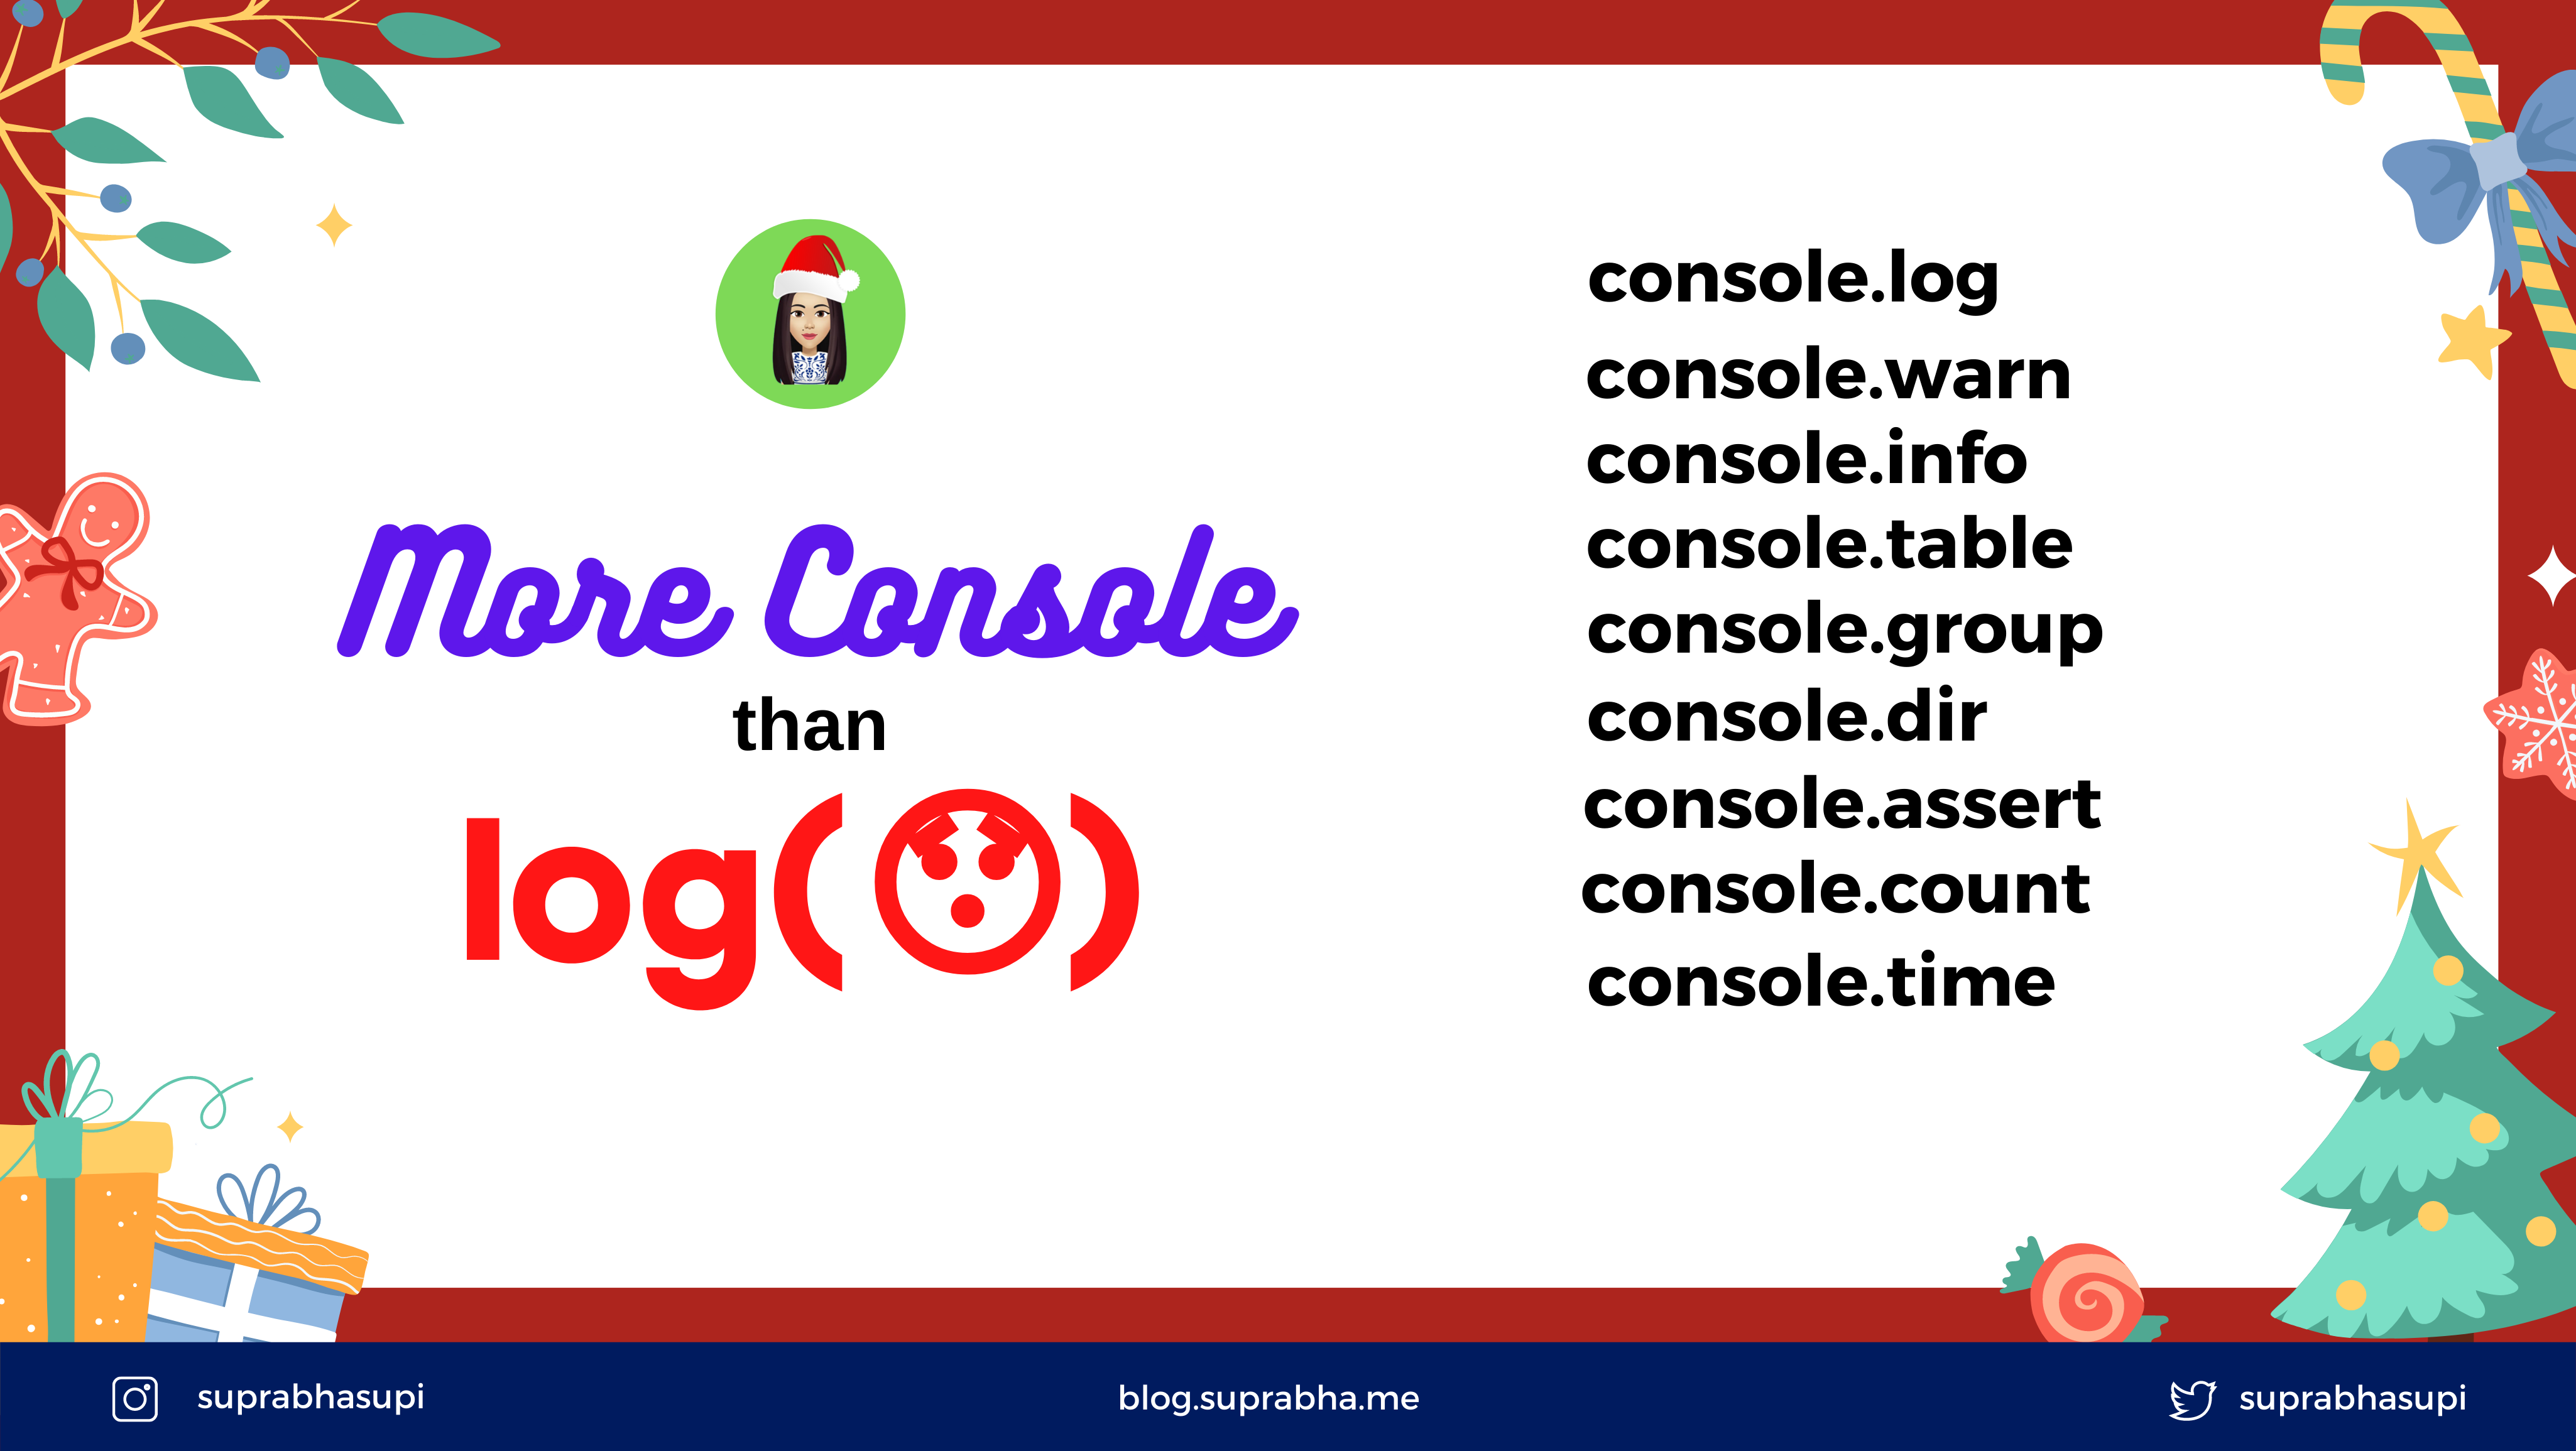 More Console
than
log( )
console.log
console.warn
console.info
console.table
console.group
console.dir
console.assert
console.count
console.time
suprabhasupi
blog.suprabha.me
suprabhasupi